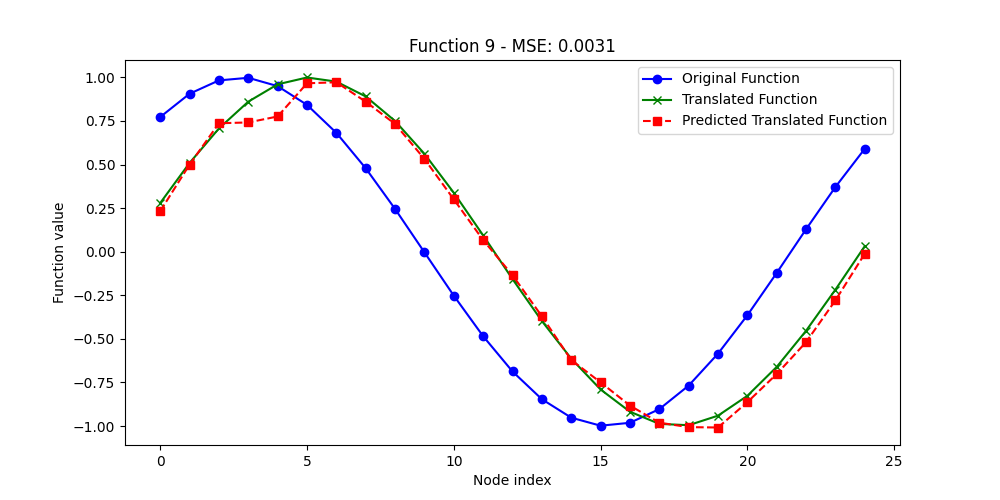 Function 9 - MSE: 0.0031
Original Function
Translated Function
Predicted Translated Function
1.00
0.75
0.50
0.25
0.00
−0.25
−0.50
−0.75
−1.00
Function value
0 5 10 15 20 25
Node index